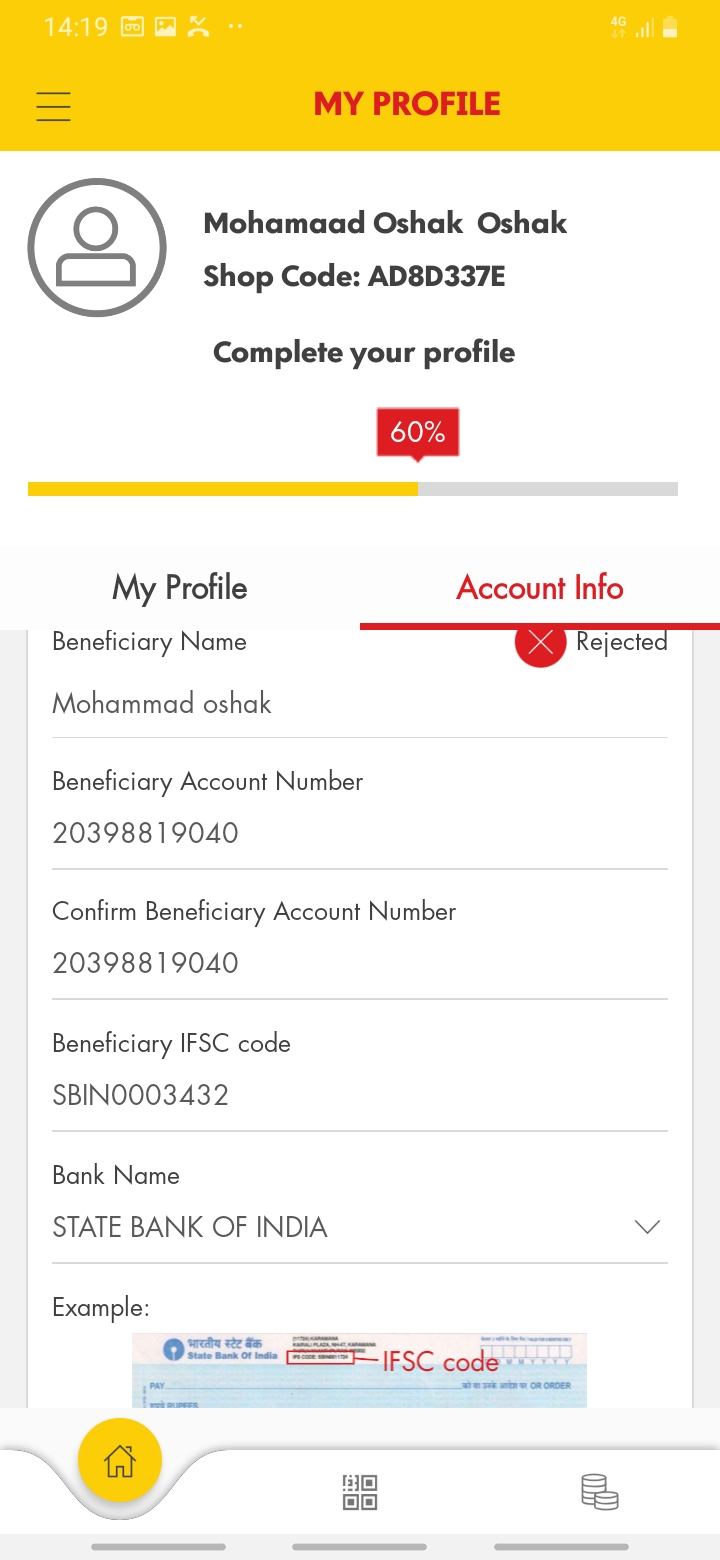 14:19
4G
MY PROFILE
Mohamaad Oshak Oshak
Shop Code: AD8D337E
Complete your profile
60%
My Profile
Account Info
Beneficiary Name
Rejected
Mohammad oshak
Beneficiary Account Number
20398819040
Confirm Beneficiary Account Number
20398819040
Beneficiary IFSC code
SBIN0003432
Bank Name
STATE BANK OF INDIA
Example:
भारतीय स्टेट बैंक
State Bank Of India
IFSC code
PAY
OR ORDER